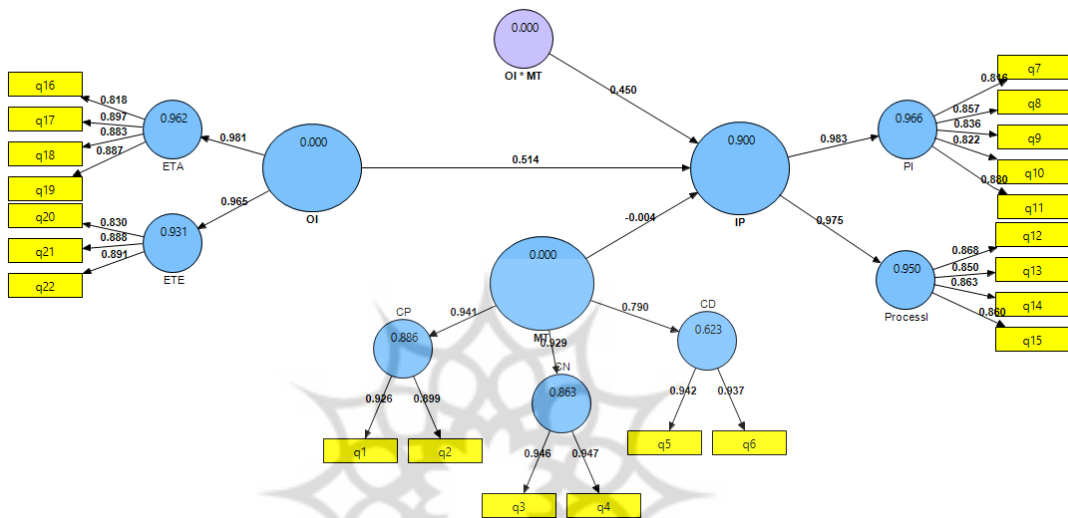 0.000
OI * MT
0.450
q16
q17
q18
q19
0.818
0.897
0.883
0.887
0.962
ETA
0.981
q20
q21
q22
0.830
0.888
0.891
0.931
ETE
0.965
0.000
OI
0.514
0.900
IP
-0.004
0.983
0.966
PI
0.846
0.857
0.836
0.822
0.880
q7
q8
q9
q10
q11
0.975
0.950
ProcessI
0.868
0.850
0.863
0.860
q12
q13
q14
q15
0.000
MT
0.941
CP
0.886
0.926
0.899
q1
q2
0.929
CN
0.863
0.946
0.947
q3
q4
0.790
CD
0.623
0.942
0.937
q5
q6